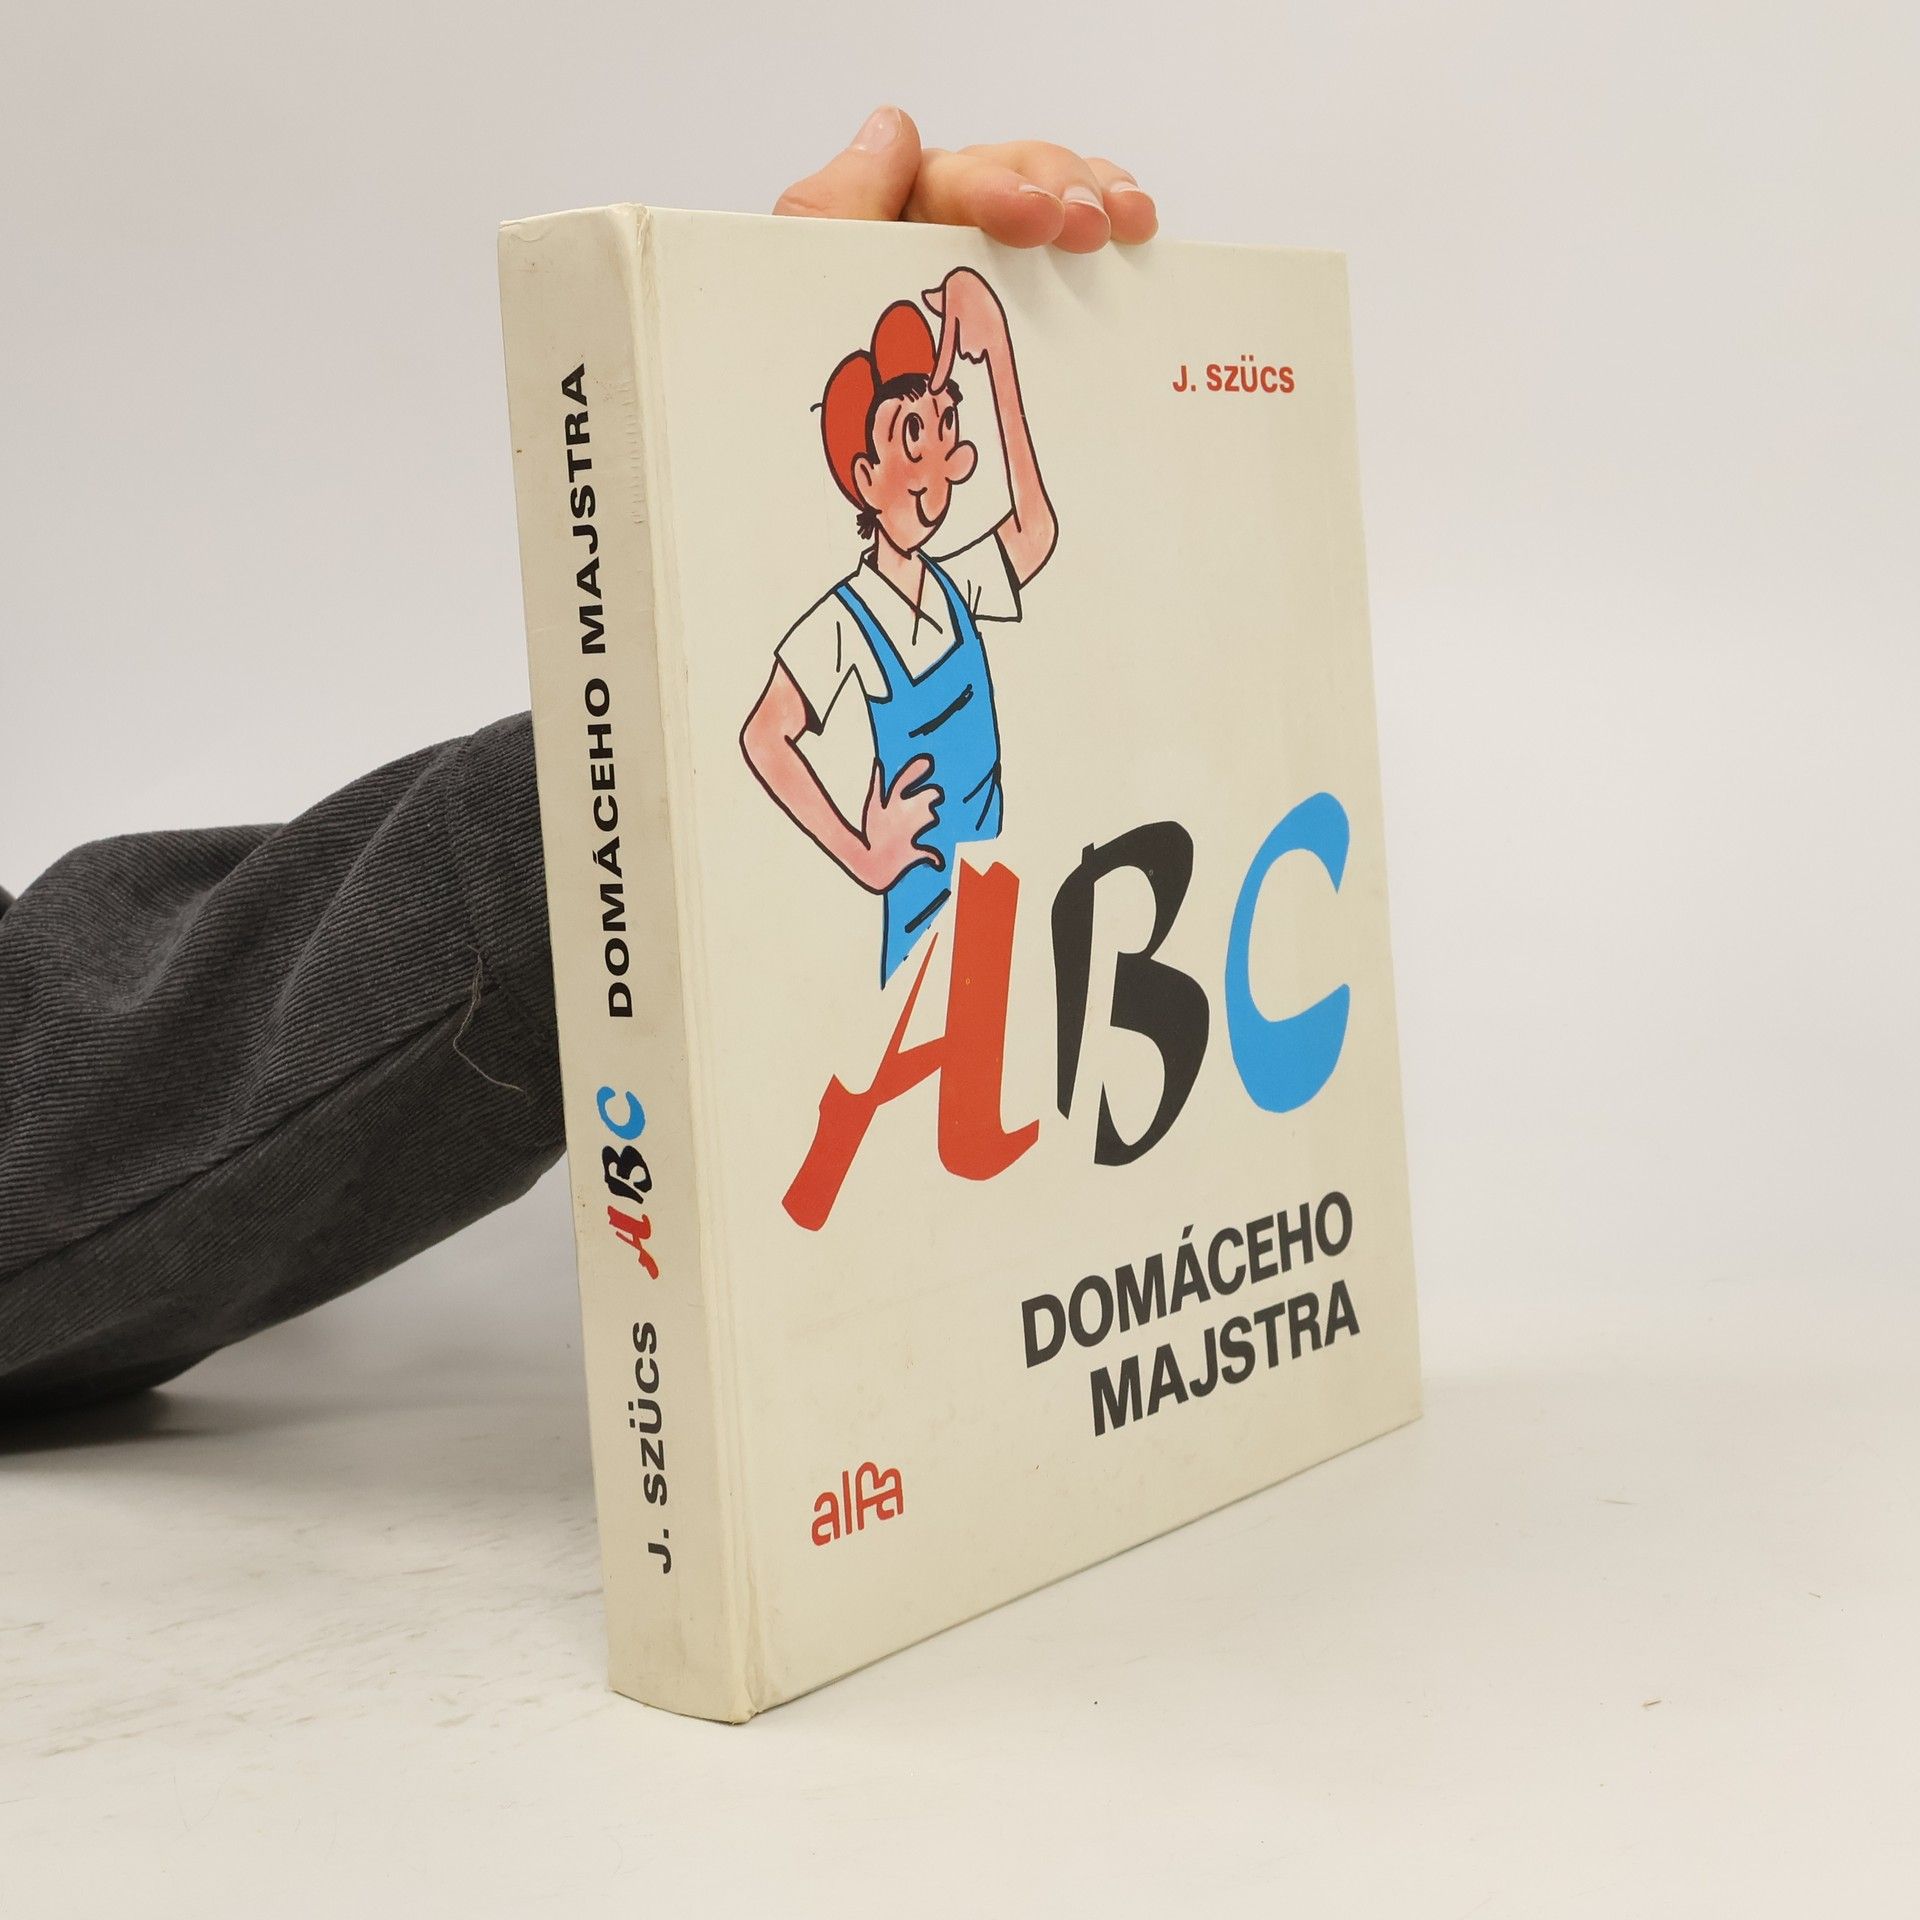 J. SZÜCS
ABC
DOMÁCEHO
MAJSTRA
alfa
J. SZÜCS ABC DOMÁCEHO MAJSTRA